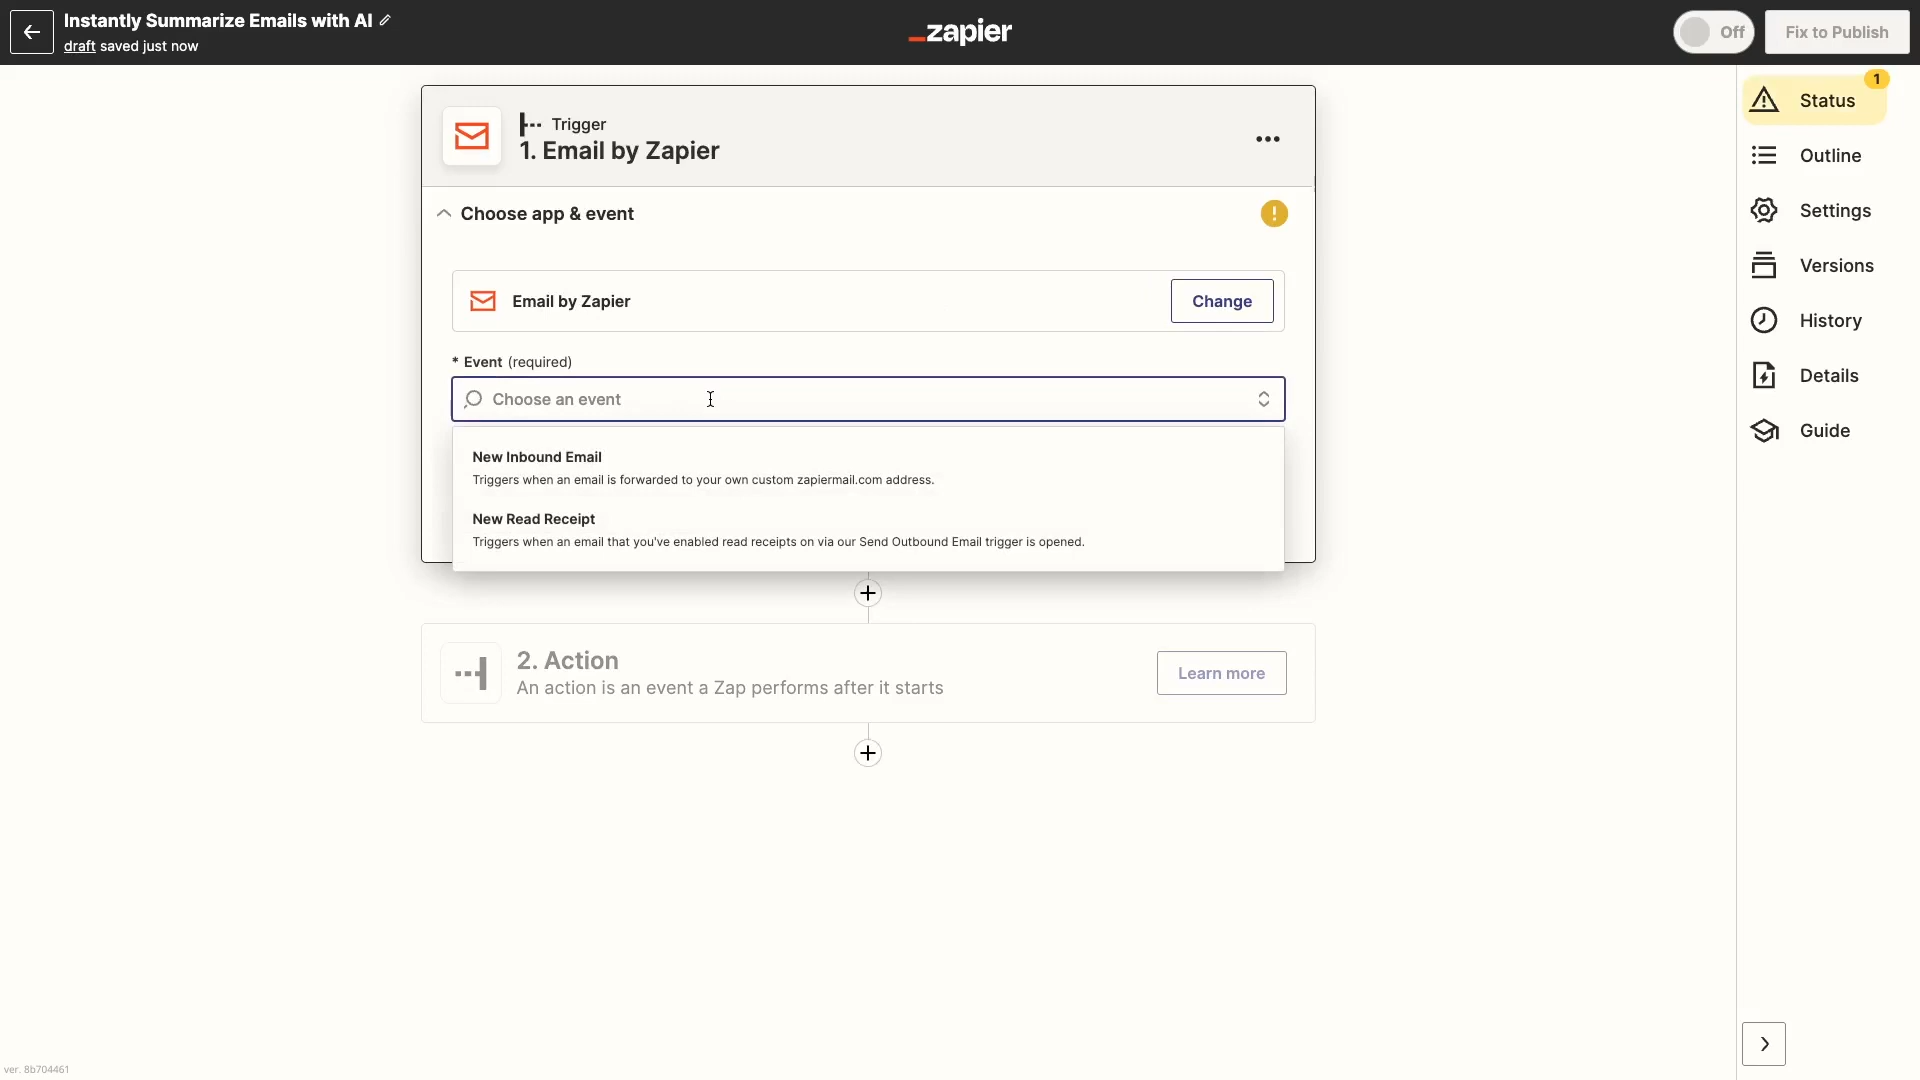 Instantly Summarize Emails with AI
draft saved just now
_zapier
Off
Fix to Publish
Trigger
1. Email by Zapier
Choose app & event
Email by Zapier
Change
* Event (required)
Choose an event
New Inbound Email
Triggers when an email is forwarded to your own custom zapiermail.com address.
New Read Receipt
Triggers when an email that you've enabled read receipts on via our Send Outbound Email trigger is opened.
2. Action
An action is an event a Zap performs after it starts
Learn more
1
Status
Outline
Settings
Versions
History
Details
Guide
ver. 8b704461